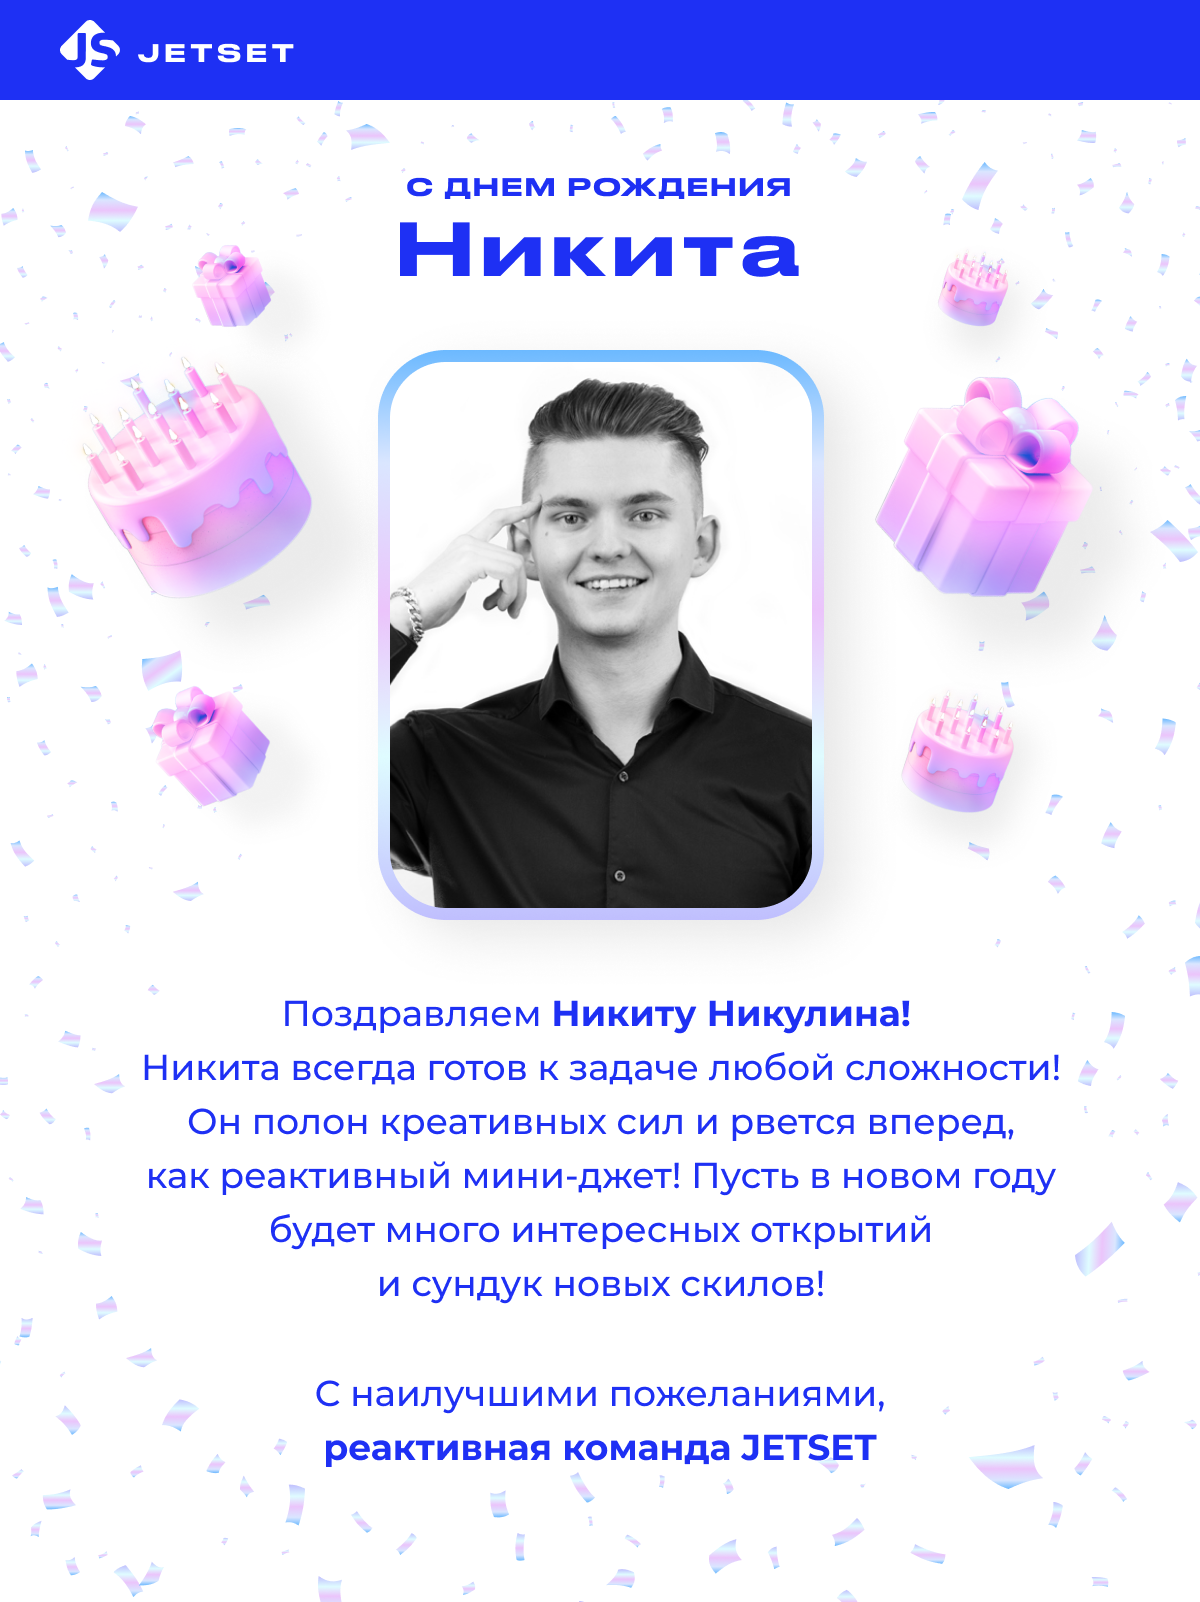 JS JETSET
С ДНЕМ РОЖДЕНИЯ
Никита
Поздравляем Никиту Никулина!
Никита всегда готов к задаче любой сложности!
Он полон креативных сил и рвется вперед,
как реактивный мини-джет! Пусть в новом году
будет много интересных открытий
и сундук новых скилов!
С наилучшими пожеланиями,
реактивная команда JETSET